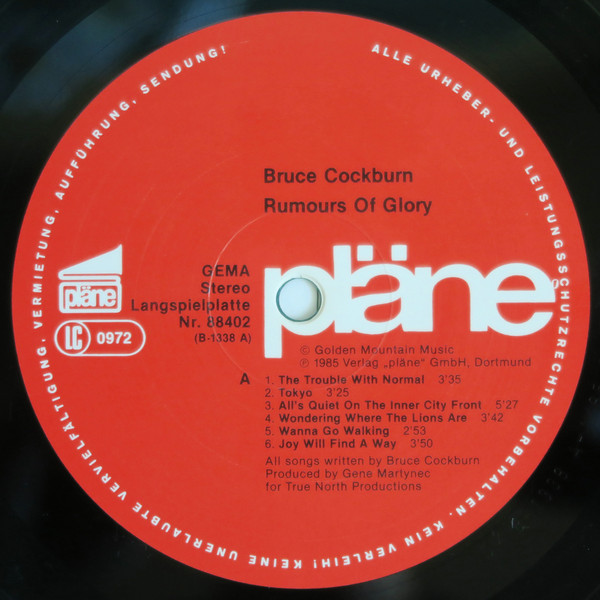 ALLE URHEBER- UND LEISTUNGSSCHUTZRECHTE VORBEHALTEN. KEIN VERLEIH! KEINE UNERLAUBTE VERVIELFÄLTIGUNG, VERMIETUNG, AUFFÜHRUNG, SENDUNG!
Bruce Cockburn
Rumours Of Glory
GEMA
Stereo
Langspielplatte
Nr. 88402
(B-1338 A)
pläne
pläne
LC 0972
© Golden Mountain Music
℗ 1985 Verlag „pläne" GmbH, Dortmund
A
1. The Trouble With Normal 3'35
2. Tokyo 3'25
3. All's Quiet On The Inner City Front 5'27
4. Wondering Where The Lions Are 3'42
5. Wanna Go Walking 2'53
6. Joy Will Find A Way 3'50
All songs written by Bruce Cockburn
Produced by Gene Martynec
for True North Productions